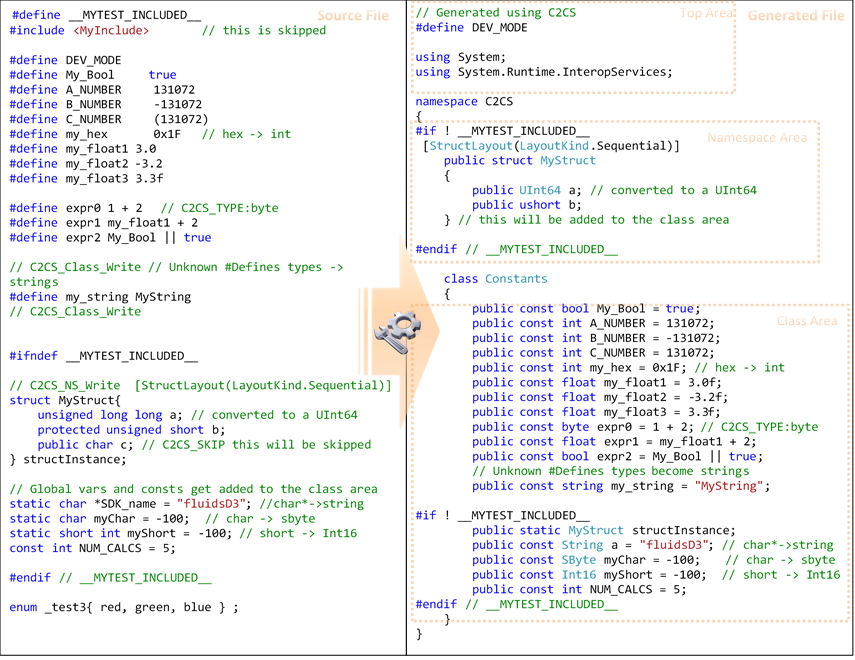 Source File
#define __MYTEST_INCLUDED__
#include <MyInclude> // this is skipped
#define DEV_MODE
#define My_Bool true
#define A_NUMBER 131072
#define B_NUMBER -131072
#define C_NUMBER (131072)
#define my_hex 0x1F // hex -> int
#define my_float1 3.0
#define my_float2 -3.2
#define my_float3 3.3f
#define expr0 1 + 2 // C2CS_TYPE:byte
#define expr1 my_float1 + 2
#define expr2 My_Bool || true
// C2CS_Class_Write // Unknown #Defines types ->
strings
#define my_string MyString
// C2CS_Class_Write
#ifndef __MYTEST_INCLUDED__
// C2CS_NS_Write [StructLayout(LayoutKind.Sequential)]
struct MyStruct{
unsigned long long a; // converted to a UInt64
protected unsigned short b;
public char c; // C2CS_SKIP this will be skipped
} structInstance;
// Global vars and consts get added to the class area
static char *SDK_name = "fluidsD3"; //char*->string
static char myChar = -100; // char -> sbyte
static short int myShort = -100; // short -> Int16
const int NUM_CALCS = 5;
#endif // __MYTEST_INCLUDED__
enum _test3{ red, green, blue } ;
Generated File
Top Area
// Generated using C2CS
#define DEV_MODE
using System;
using System.Runtime.InteropServices;
namespace C2CS
{
#if ! __MYTEST_INCLUDED__
Namespace Area
[StructLayout(LayoutKind.Sequential)]
public struct MyStruct
{
public UInt64 a; // converted to a UInt64
public ushort b;
} // this will be added to the class area
#endif // __MYTEST_INCLUDED__
class Constants
{
Class Area
public const bool My_Bool = true;
public const int A_NUMBER = 131072;
public const int B_NUMBER = -131072;
public const int C_NUMBER = 131072;
public const int my_hex = 0x1F; // hex -> int
public const float my_float1 = 3.0f;
public const float my_float2 = -3.2f;
public const float my_float3 = 3.3f;
public const byte expr0 = 1 + 2; // C2CS_TYPE:byte
public const float expr1 = my_float1 + 2;
public const bool expr2 = My_Bool || true;
// Unknown #Defines types become strings
public const string my_string = "MyString";
#if ! __MYTEST_INCLUDED__
public static MyStruct structInstance;
public const String a = "fluidsD3"; // char*->string
public const SByte myChar = -100; // char -> sbyte
public const Int16 myShort = -100; // short -> Int16
public const int NUM_CALCS = 5;
#endif // __MYTEST_INCLUDED__
}
}